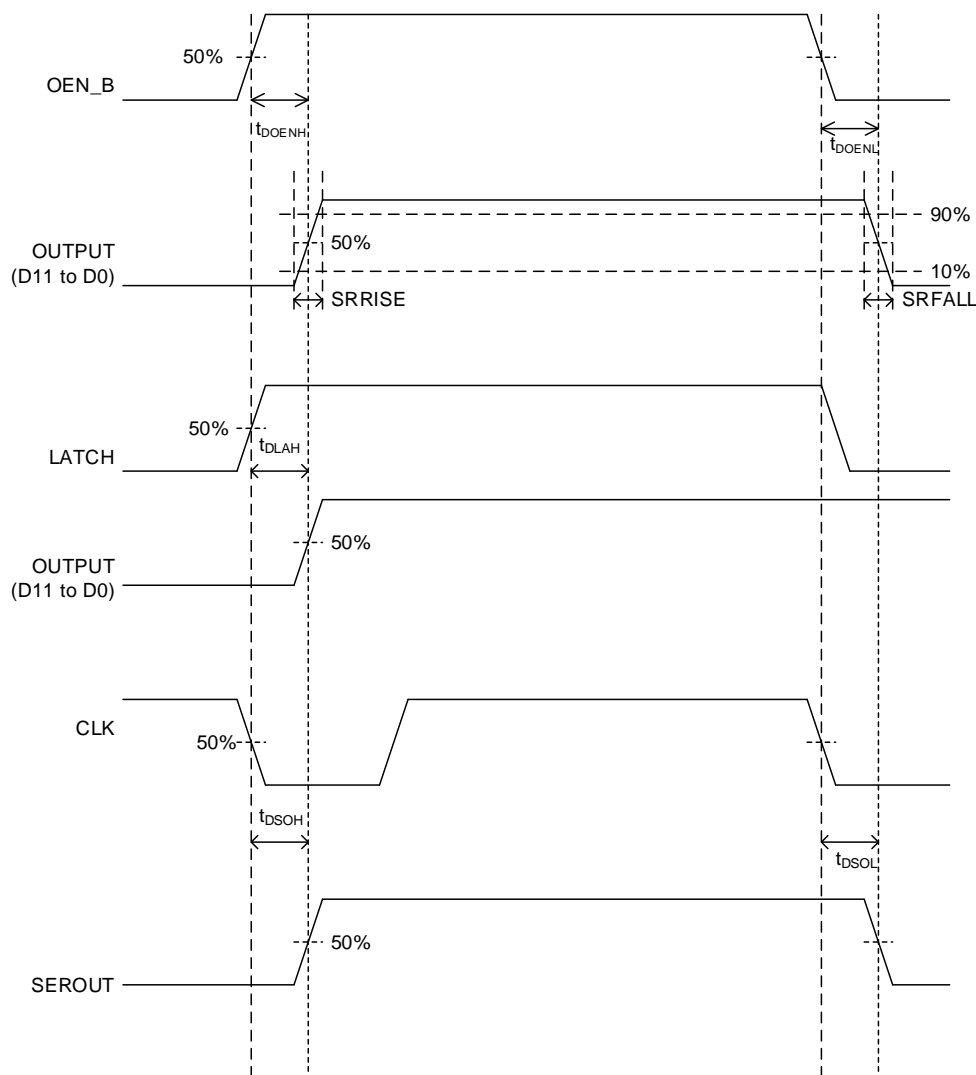 50%
OEN_B
tDOENH
tDOENL
90%
OUTPUT
(D11 to D0)
50%
10%
SRRISE
SRFALL
50%
LATCH
tDLAH
OUTPUT
(D11 to D0)
50%
CLK
50%
tDSOH
tDSOL
50%
SEROUT